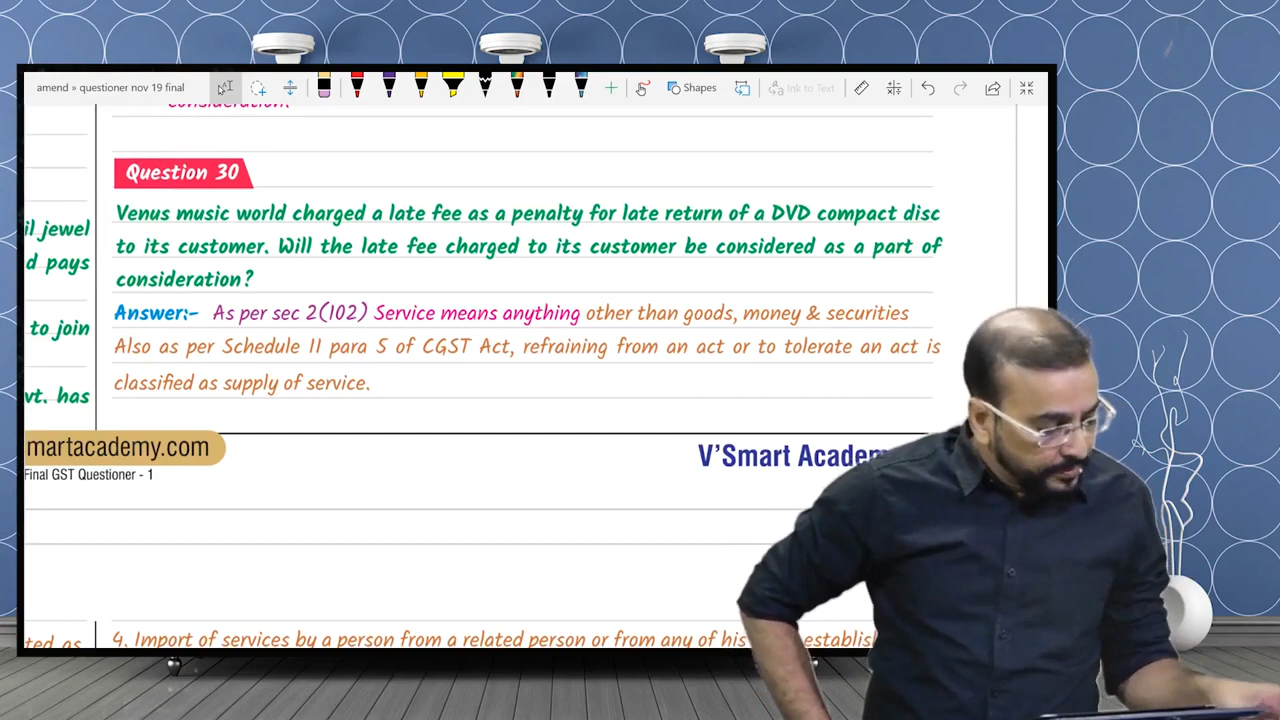 amend » questioner nov 19 final
Shapes
Ink to Text
consideration.
Question 30
Venus music world charged a late fee as a penalty for late return of a DVD compact disc
to its customer. Will the late fee charged to its customer be considered as a part of
consideration?
Answer:- As per sec 2(102) Service means anything other than goods, money & securities
Also as per Schedule II para 5 of CGST Act, refraining from an act or to tolerate an act is
classified as supply of service.
il jewel
d pays
to join
vt. has
martacademy.com
Final GST Questioner - 1
V'Smart Academ
ted as
4. Import of services by a person from a related person or from any of his establis